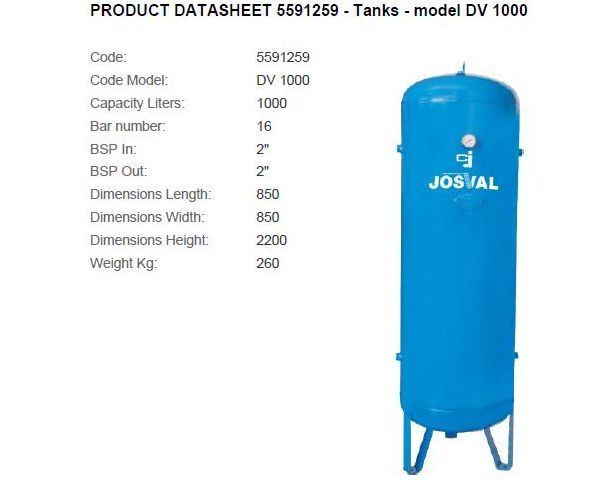 PRODUCT DATASHEET 5591259 - Tanks - model DV 1000
Code: 5591259
Code Model: DV 1000
Capacity Liters: 1000
Bar number: 16
BSP In: 2"
BSP Out: 2"
Dimensions Length: 850
Dimensions Width: 850
Dimensions Height: 2200
Weight Kg: 260
JOSVAL